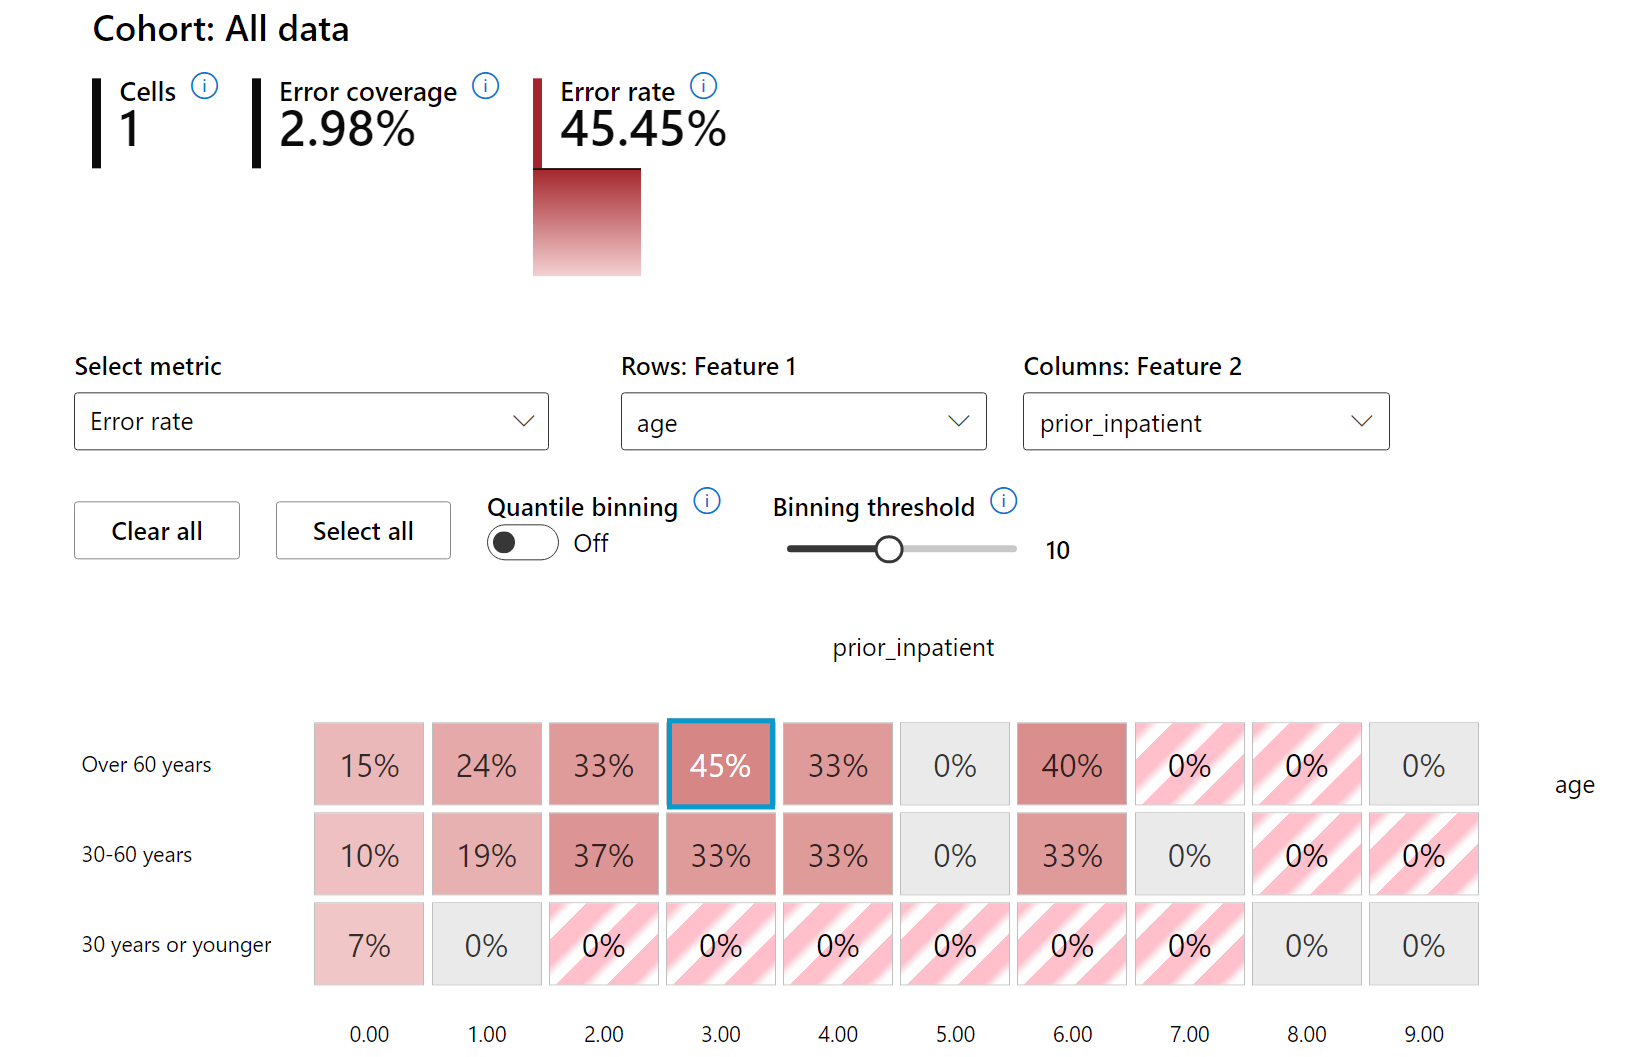 Cohort: All data
Cells i Error coverage i Error rate i
1 2.98% 45.45%
Select metric Rows: Feature 1 Columns: Feature 2
Error rate age prior_inpatient
Clear all Select all Quantile binning i Off Binning threshold i 10
prior_inpatient
Over 60 years 15% 24% 33% 45% 33% 0% 40% 0% 0% 0%
age
30-60 years 10% 19% 37% 33% 33% 0% 33% 0% 0% 0%
30 years or younger 7% 0% 0% 0% 0% 0% 0% 0% 0% 0%
0.00 1.00 2.00 3.00 4.00 5.00 6.00 7.00 8.00 9.00